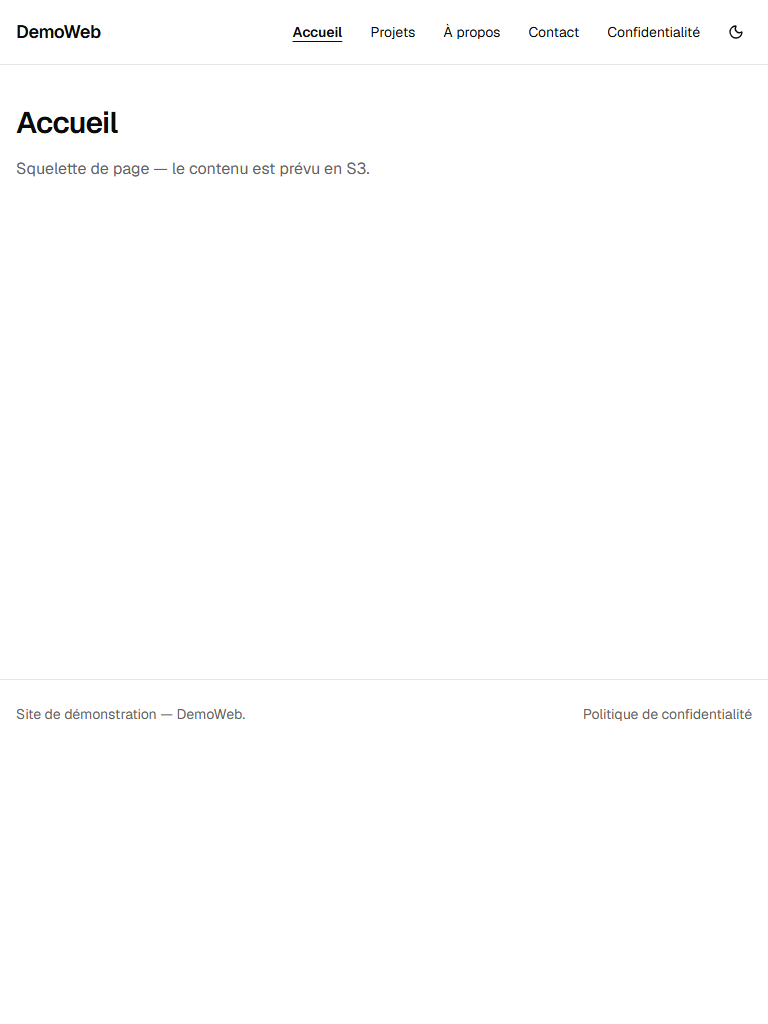 DemoWeb
Accueil Projets À propos Contact Confidentialité
Accueil
Squelette de page — le contenu est prévu en S3.
Site de démonstration — DemoWeb.
Politique de confidentialité